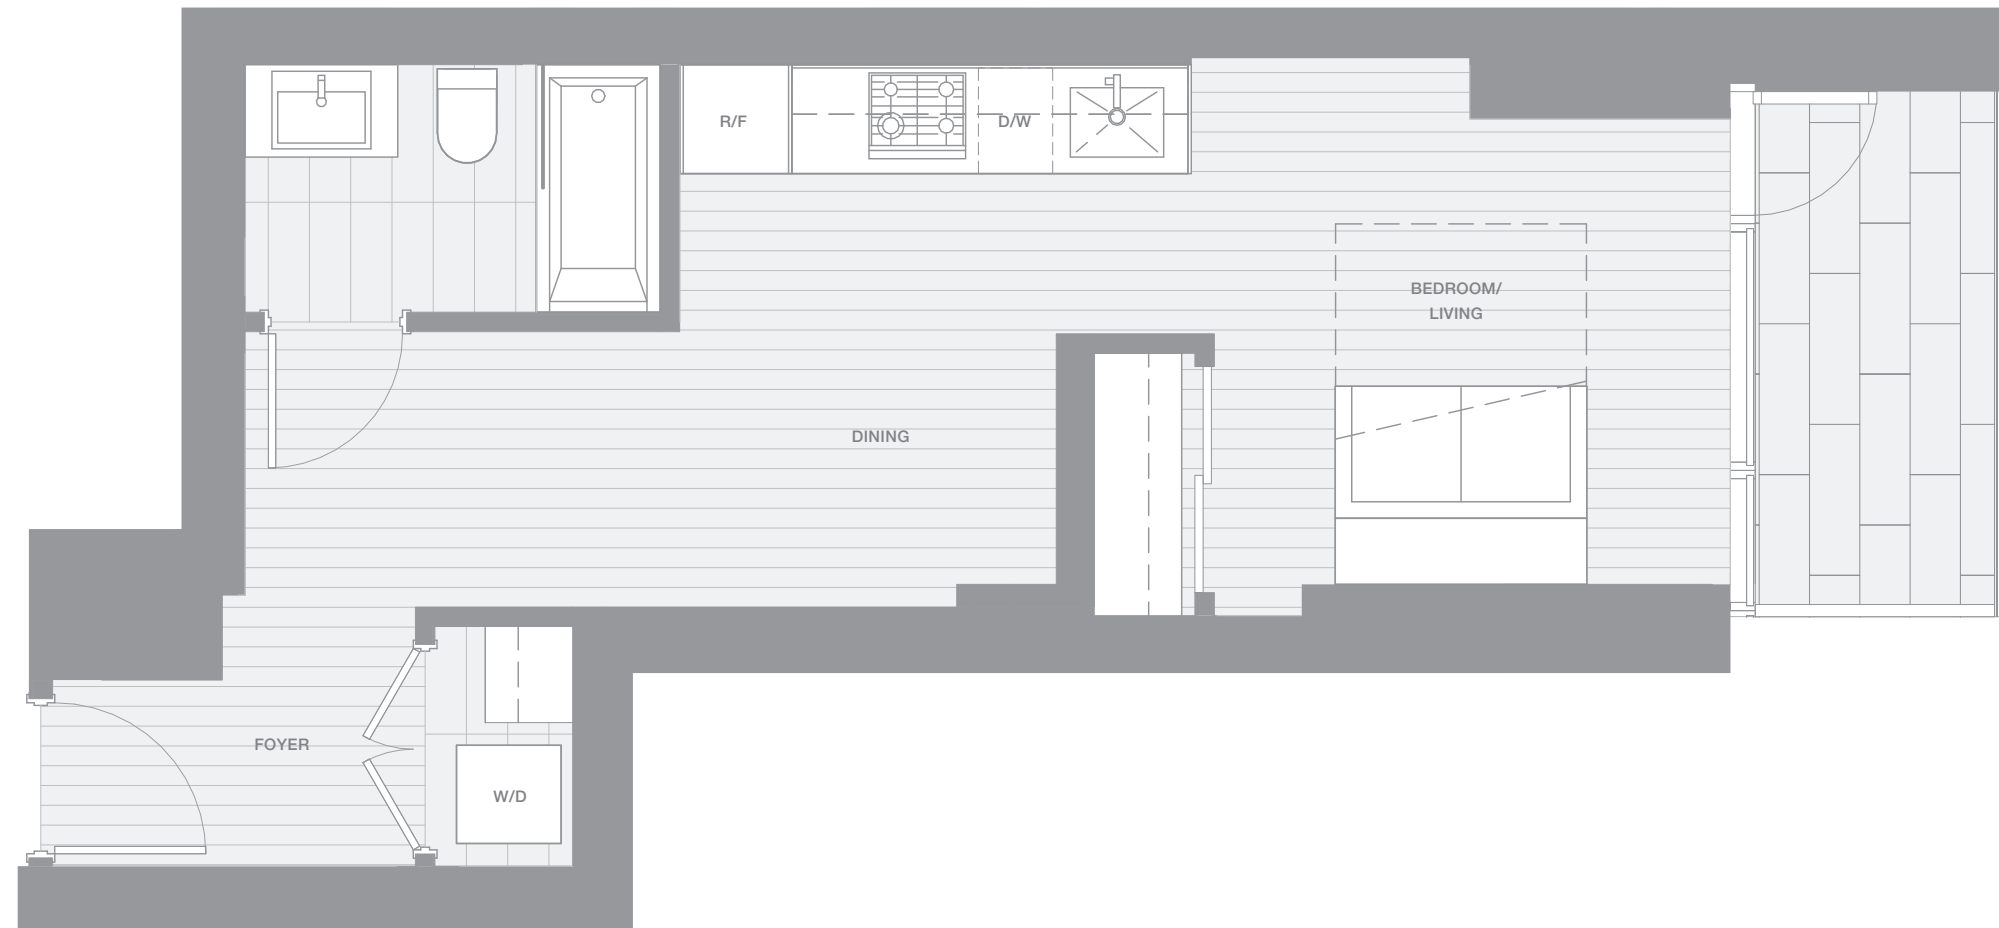 R/F
D/W
BEDROOM/
LIVING
DINING
FOYER
W/D